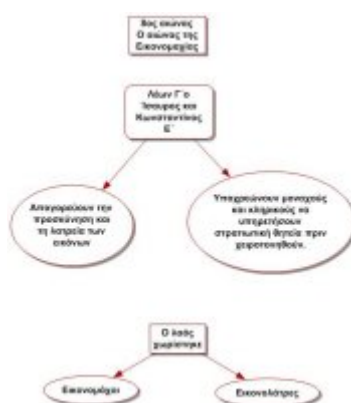 8ος αιώνας
Ο αιώνας της
Εικονομαχίας
Λέων Γ΄ο
Ίσαυρος και
Κωνσταντίνος
Ε΄
Απαγορεύουν την
προσκύνηση και
τη λατρεία των
εικόνων
Υποχρεώνουν μοναχούς
και κληρικούς να
υπηρετήσουν
στρατιωτική θητεία πριν
χειροτονηθούν.
Ο λαός
χωρίστηκε
Εικονομάχοι
Εικονολάτρες